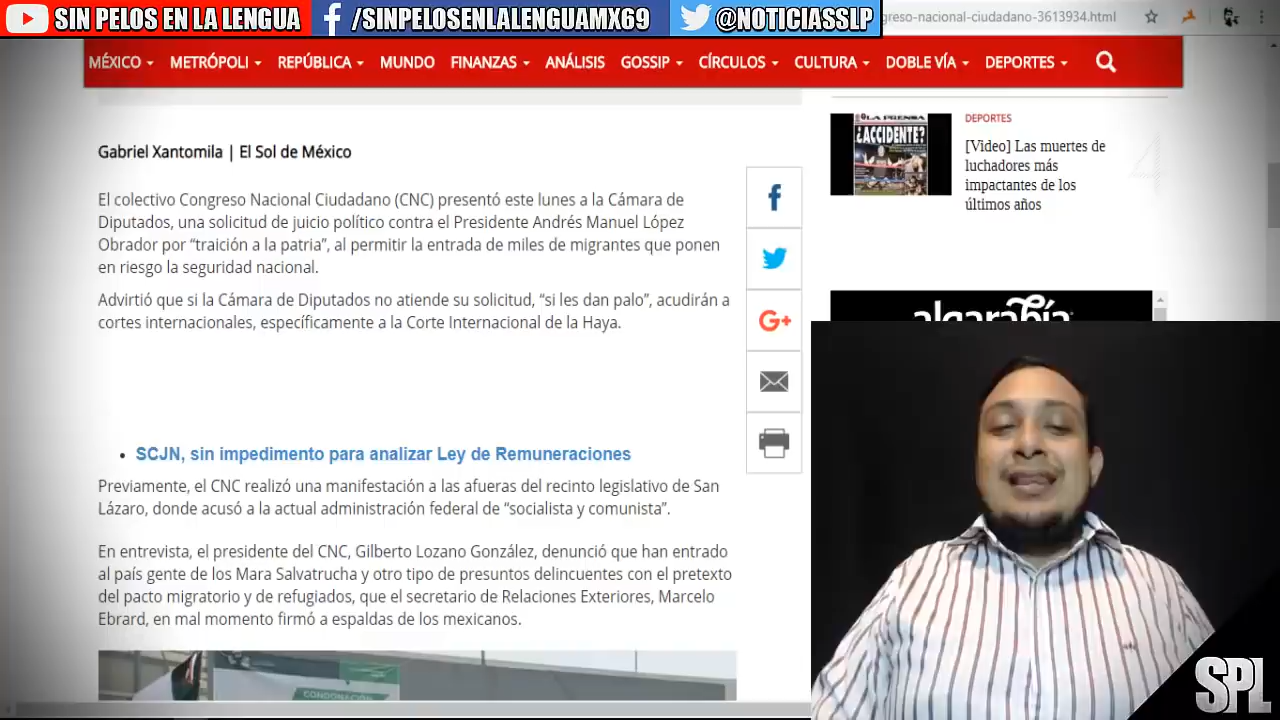 SIN PELOS EN LA LENGUA
/SINPELOSENLALENGUAMX69
@NOTICIASSLP
greso-nacional-ciudadano-3613934.html
MÉXICO
METRÓPOLI
REPÚBLICA
MUNDO
FINANZAS
ANÁLISIS
GOSSIP
CÍRCULOS
CULTURA
DOBLE VÍA
DEPORTES
Gabriel Xantomila | El Sol de México
El colectivo Congreso Nacional Ciudadano (CNC) presentó este lunes a la Cámara de
Diputados, una solicitud de juicio político contra el Presidente Andrés Manuel López
Obrador por “traición a la patria”, al permitir la entrada de miles de migrantes que ponen
en riesgo la seguridad nacional.
Advirtió que si la Cámara de Diputados no atiende su solicitud, “si les dan palo”, acudirán a
cortes internacionales, específicamente a la Corte Internacional de la Haya.
• SCJN, sin impedimento para analizar Ley de Remuneraciones
Previamente, el CNC realizó una manifestación a las afueras del recinto legislativo de San
Lázaro, donde acusó a la actual administración federal de “socialista y comunista”.
En entrevista, el presidente del CNC, Gilberto Lozano González, denunció que han entrado
al país gente de los Mara Salvatrucha y otro tipo de presuntos delincuentes con el pretexto
del pacto migratorio y de refugiados, que el secretario de Relaciones Exteriores, Marcelo
Ebrard, en mal momento firmó a espaldas de los mexicanos.
CONDONACIÓN
G+
LA PRENSA
¿ACCIDENTE?
DEPORTES
[Video] Las muertes de
luchadores más
impactantes de los
últimos años
4
algarabía
SPL